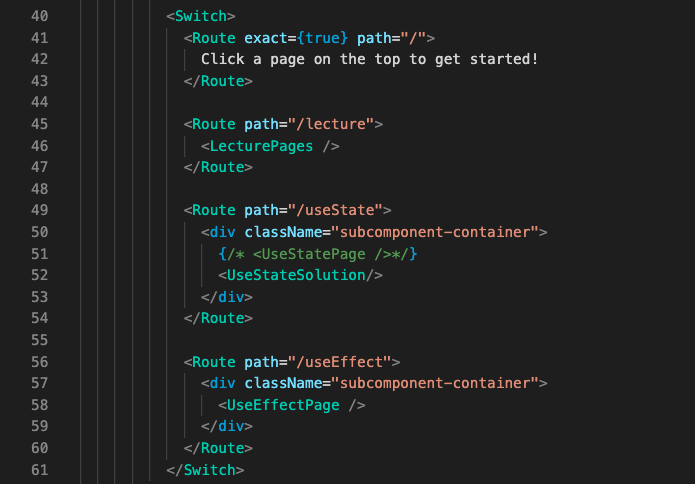 40 <Switch>
41 <Route exact={true} path="/">
42 Click a page on the top to get started!
43 </Route>
44
45 <Route path="/lecture">
46 <LecturePages />
47 </Route>
48
49 <Route path="/useState">
50 <div className="subcomponent-container">
51 {/* <UseStatePage />*/}
52 <UseStateSolution/>
53 </div>
54 </Route>
55
56 <Route path="/useEffect">
57 <div className="subcomponent-container">
58 <UseEffectPage />
59 </div>
60 </Route>
61 </Switch>